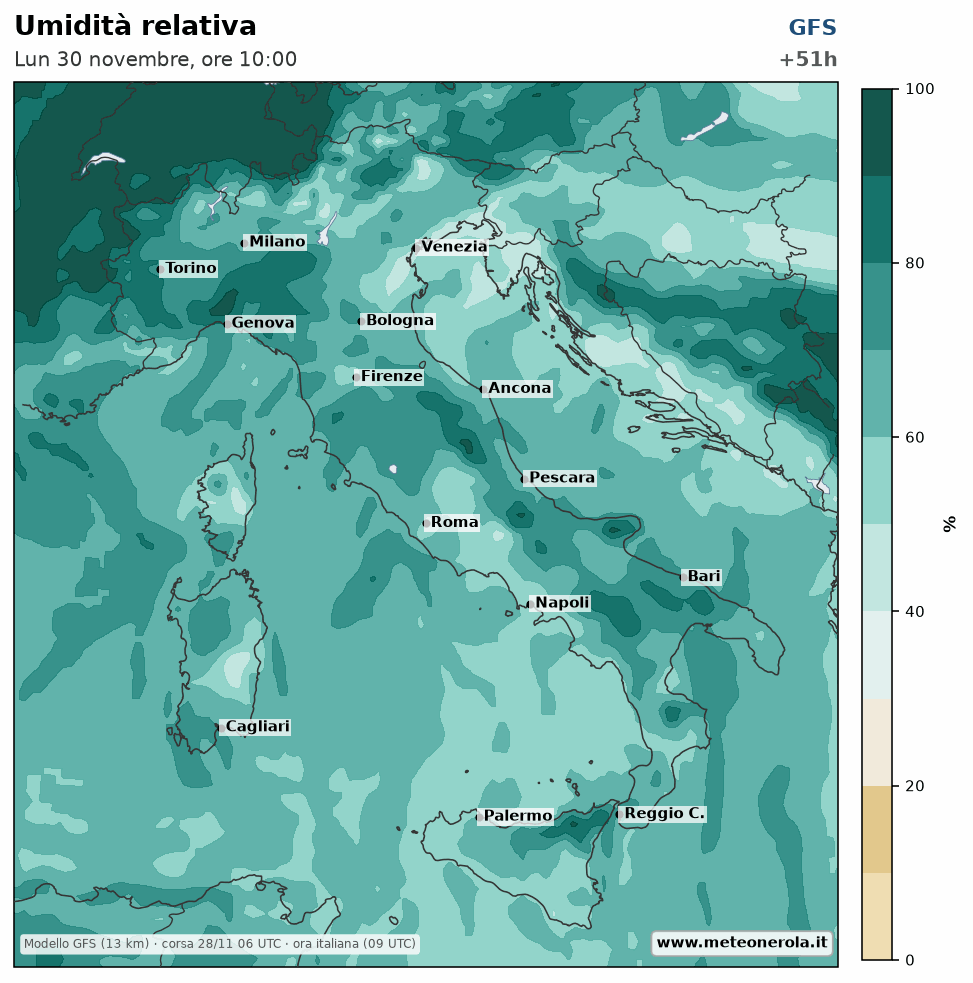 Umidità relativa
GFS
Lun 30 novembre, ore 10:00
+51h
100
80
60
40
20
0
%
Milano
Venezia
Torino
Genova
Bologna
Firenze
Ancona
Pescara
Roma
Bari
Napoli
Cagliari
Palermo
Reggio C.
Modello GFS (13 km) · corsa 28/11 06 UTC · ora italiana (09 UTC)
www.meteonerola.it